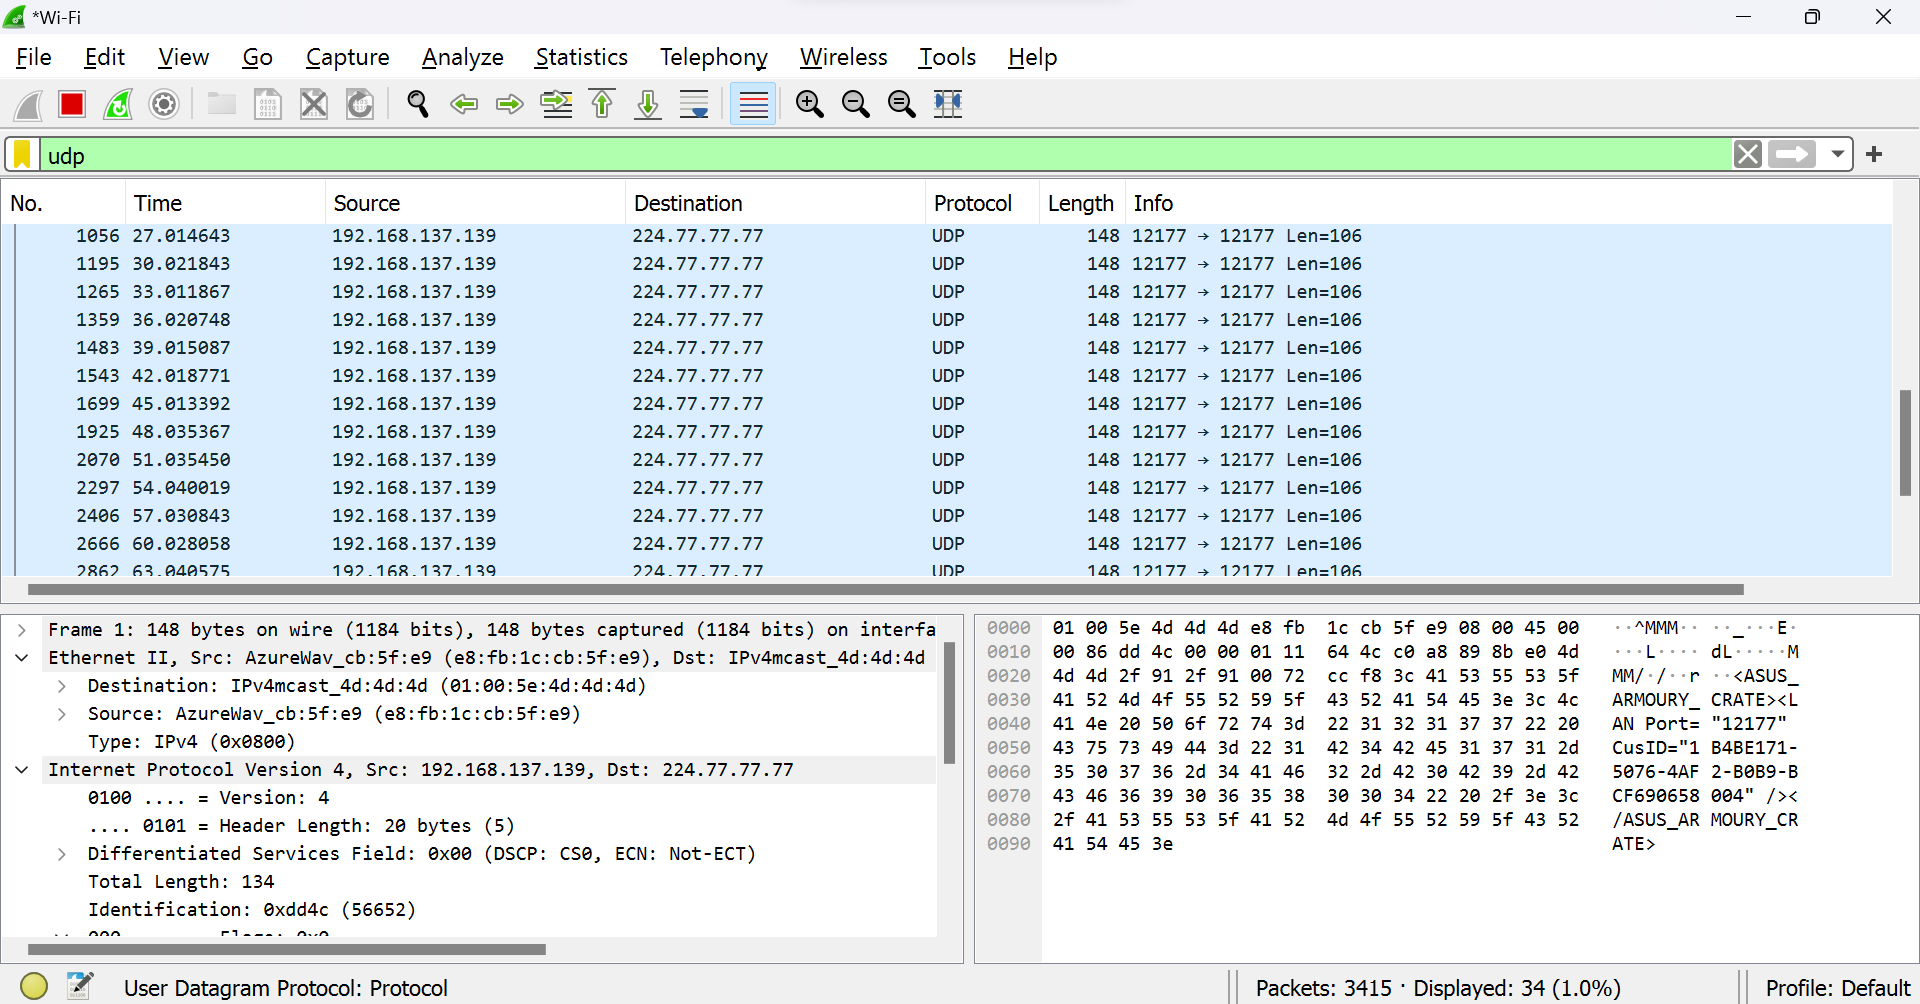 *Wi-Fi
File Edit View Go Capture Analyze Statistics Telephony Wireless Tools Help
udp
No. Time Source Destination Protocol Length Info
1056 27.014643 192.168.137.139 224.77.77.77 UDP 148 12177 → 12177 Len=106
1195 30.021843 192.168.137.139 224.77.77.77 UDP 148 12177 → 12177 Len=106
1265 33.011867 192.168.137.139 224.77.77.77 UDP 148 12177 → 12177 Len=106
1359 36.020748 192.168.137.139 224.77.77.77 UDP 148 12177 → 12177 Len=106
1483 39.015087 192.168.137.139 224.77.77.77 UDP 148 12177 → 12177 Len=106
1543 42.018771 192.168.137.139 224.77.77.77 UDP 148 12177 → 12177 Len=106
1699 45.013392 192.168.137.139 224.77.77.77 UDP 148 12177 → 12177 Len=106
1925 48.035367 192.168.137.139 224.77.77.77 UDP 148 12177 → 12177 Len=106
2070 51.035450 192.168.137.139 224.77.77.77 UDP 148 12177 → 12177 Len=106
2297 54.040019 192.168.137.139 224.77.77.77 UDP 148 12177 → 12177 Len=106
2406 57.030843 192.168.137.139 224.77.77.77 UDP 148 12177 → 12177 Len=106
2666 60.028058 192.168.137.139 224.77.77.77 UDP 148 12177 → 12177 Len=106
2862 63.040575 192.168.137.139 224.77.77.77 UDP 148 12177 → 12177 Len=106
Frame 1: 148 bytes on wire (1184 bits), 148 bytes captured (1184 bits) on interfa
Ethernet II, Src: AzureWav_cb:5f:e9 (e8:fb:1c:cb:5f:e9), Dst: IPv4mcast_4d:4d:4d
Destination: IPv4mcast_4d:4d:4d (01:00:5e:4d:4d:4d)
Source: AzureWav_cb:5f:e9 (e8:fb:1c:cb:5f:e9)
Type: IPv4 (0x0800)
Internet Protocol Version 4, Src: 192.168.137.139, Dst: 224.77.77.77
0100 .... = Version: 4
.... 0101 = Header Length: 20 bytes (5)
Differentiated Services Field: 0x00 (DSCP: CS0, ECN: Not-ECT)
Total Length: 134
Identification: 0xdd4c (56652)
0000 01 00 5e 4d 4d 4d e8 fb 1c cb 5f e9 08 00 45 00 ··^MMM·· ··_···E·
0010 00 86 dd 4c 00 00 01 11 64 4c c0 a8 89 8b e0 4d ···L···· dL·····M
0020 4d 4d 2f 91 2f 91 00 72 cc f8 3c 41 53 55 53 5f MM/·/··r ··<ASUS_
0030 41 52 4d 4f 55 52 59 5f 43 52 41 54 45 3e 3c 4c ARMOURY_ CRATE><L
0040 41 4e 20 50 6f 72 74 3d 22 31 32 31 37 37 22 20 AN Port= "12177"
0050 43 75 73 49 44 3d 22 31 42 34 42 45 31 37 31 2d CusID="1 B4BE171-
0060 35 30 37 36 2d 34 41 46 32 2d 42 30 42 39 2d 42 5076-4AF 2-B0B9-B
0070 43 46 36 39 30 36 35 38 30 30 34 22 20 2f 3e 3c CF690658 004" /><
0080 2f 41 53 55 53 5f 41 52 4d 4f 55 52 59 5f 43 52 /ASUS_AR MOURY_CR
0090 41 54 45 3e ATE>
User Datagram Protocol: Protocol
Packets: 3415 · Displayed: 34 (1.0%)
Profile: Default